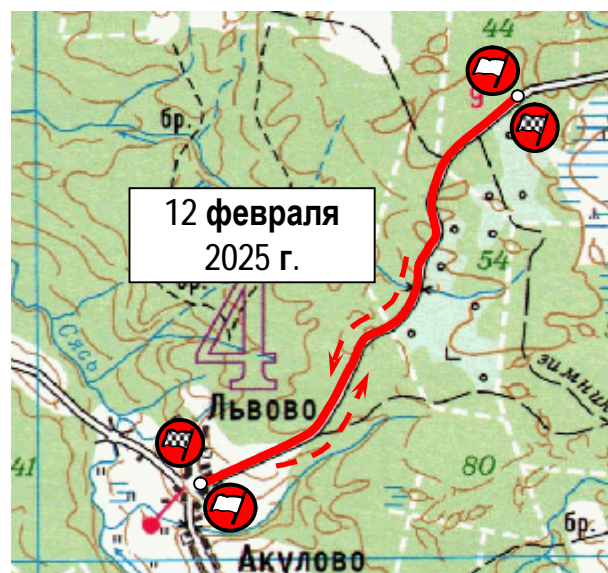 44
9
бр.
12 февраля
2025 г.
54
бр.
4
Сясь
зимник
Львово
41
80
бр.
Акулово